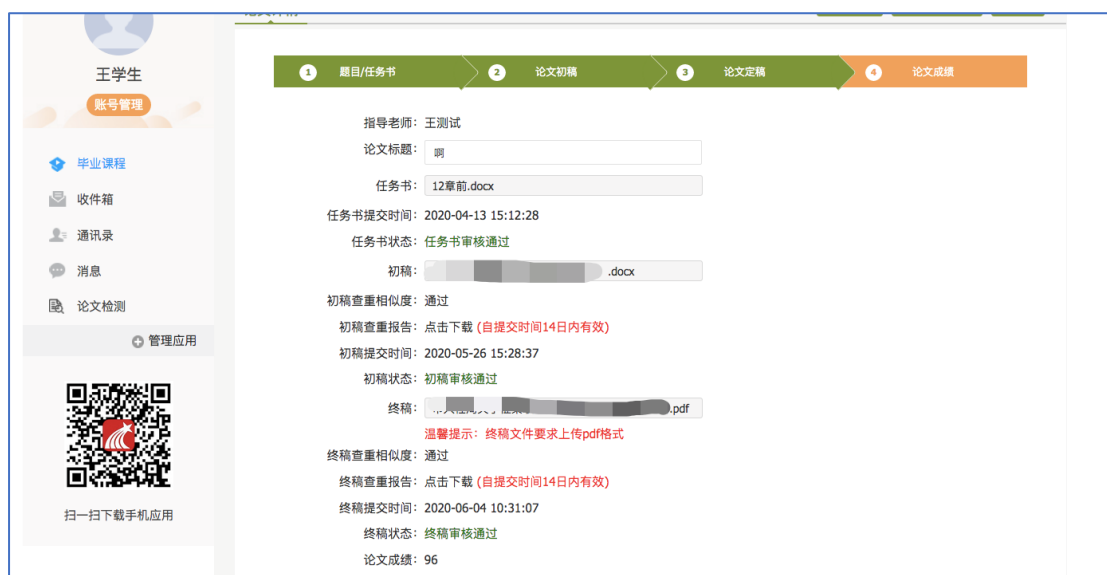 王学生
账号管理
毕业课程
收件箱
通讯录
消息
论文检测
管理应用
扫一扫下载手机应用
1 题目/任务书
2 论文初稿
3 论文定稿
4 论文成绩
指导老师：王测试
论文标题： 啊
任务书： 12章前.docx
任务书提交时间：2020-04-13 15:12:28
任务书状态：任务书审核通过
初稿： .docx
初稿查重相似度：通过
初稿查重报告：点击下载 (自提交时间14日内有效)
初稿提交时间：2020-05-26 15:28:37
初稿状态：初稿审核通过
终稿： .pdf
温馨提示：终稿文件要求上传pdf格式
终稿查重相似度：通过
终稿查重报告：点击下载 (自提交时间14日内有效)
终稿提交时间：2020-06-04 10:31:07
终稿状态：终稿审核通过
论文成绩：96